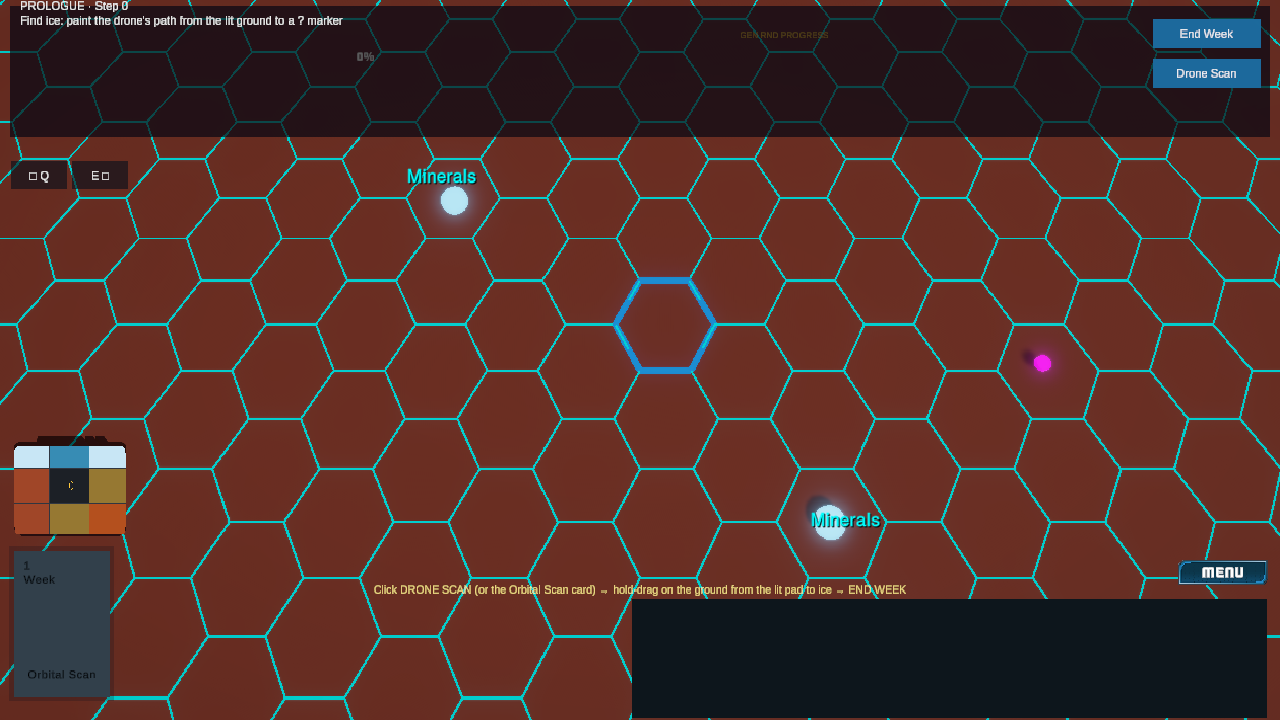 PROLOGUE · Step 0
Find ice: paint the drone's path from the lit ground to a ? marker
End Week
0%
Drone Scan
Q
E
Minerals
Minerals
1
Week
Orbital Scan
MENU
Click DRONE SCAN (or the Orbital Scan card) → hold-drag on the ground from the lit pad to ice → END WEEK